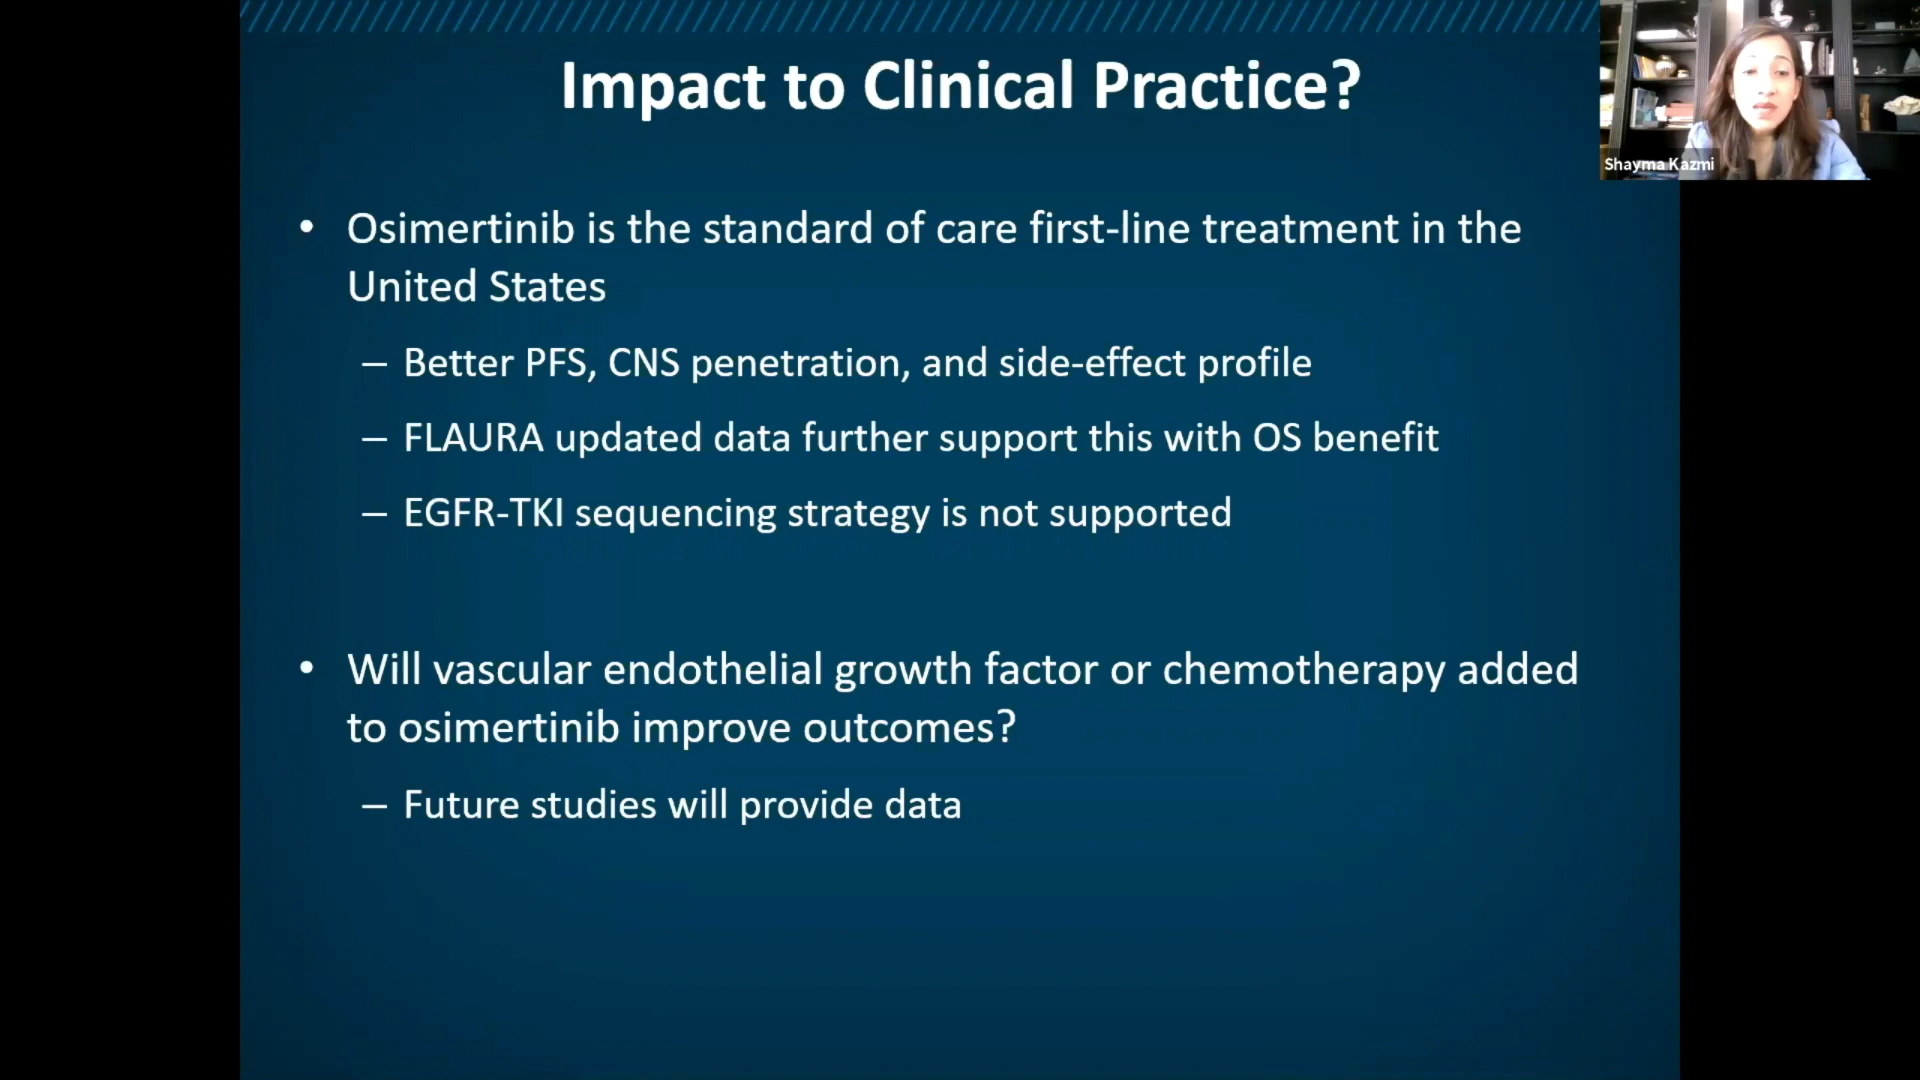 Impact to Clinical Practice?
Shayma Kazmi
• Osimertinib is the standard of care first-line treatment in the
United States
– Better PFS, CNS penetration, and side-effect profile
– FLAURA updated data further support this with OS benefit
– EGFR-TKI sequencing strategy is not supported
• Will vascular endothelial growth factor or chemotherapy added
to osimertinib improve outcomes?
– Future studies will provide data